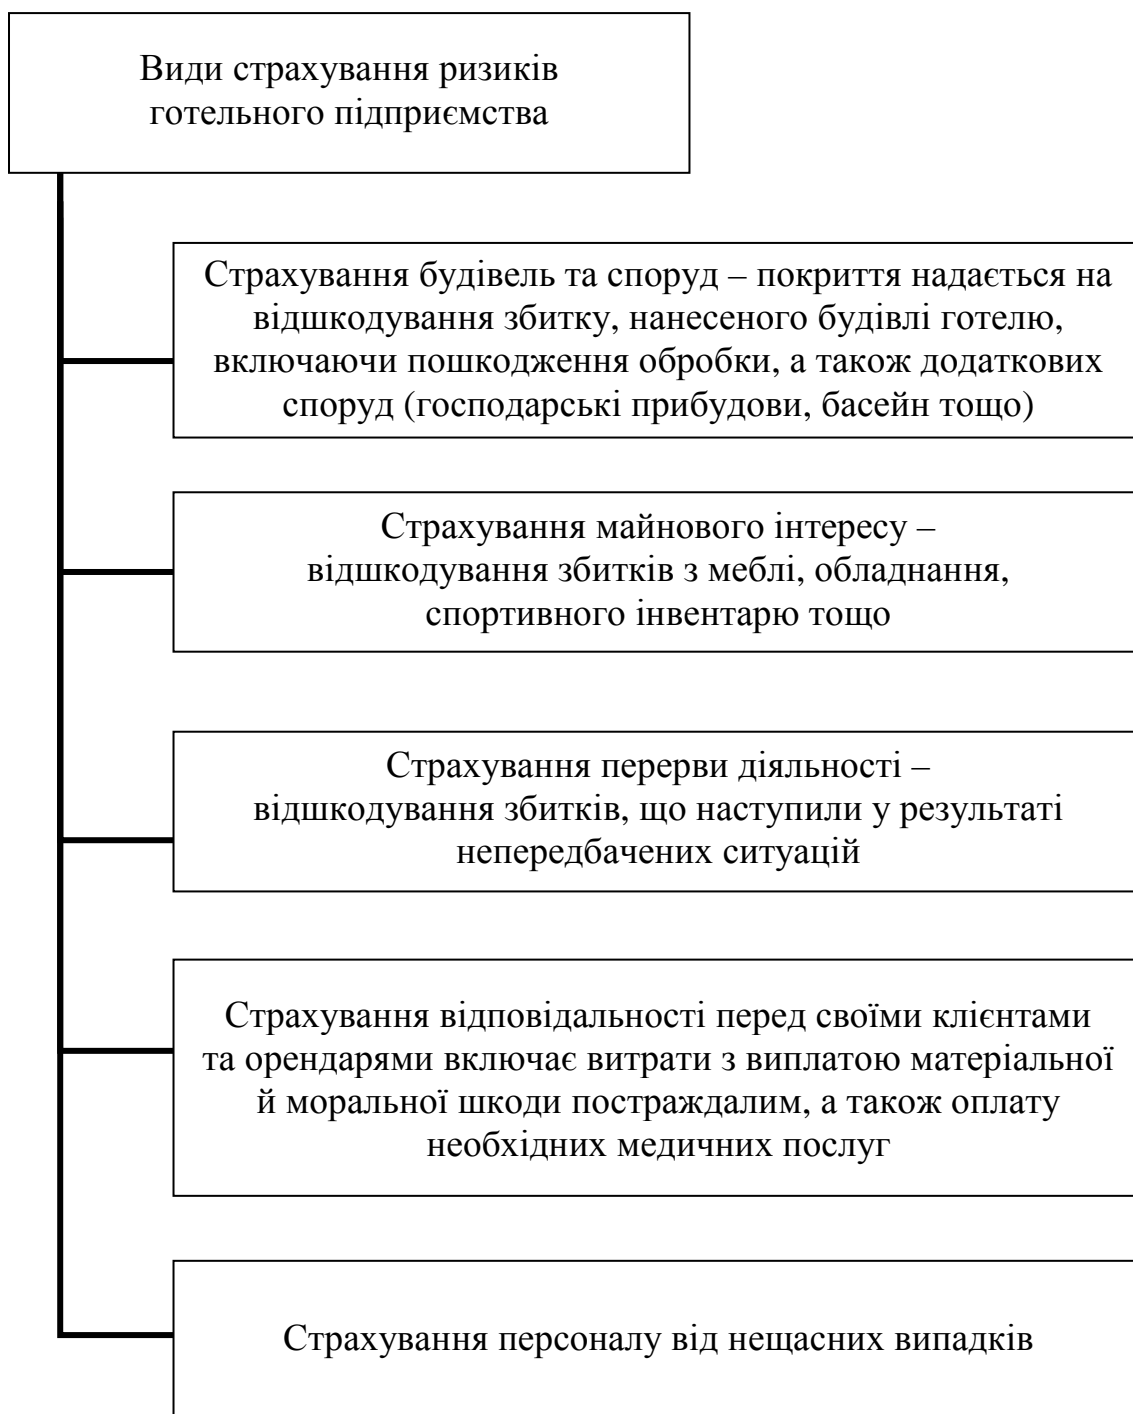 Види страхування ризиків
готельного підприємства
Страхування будівель та споруд – покриття надається на
відшкодування збитку, нанесеного будівлі готелю,
включаючи пошкодження обробки, а також додаткових
споруд (господарські прибудови, басейн тощо)
Страхування майнового інтересу –
відшкодування збитків з меблі, обладнання,
спортивного інвентарю тощо
Страхування перерви діяльності –
відшкодування збитків, що наступили у результаті
непередбачених ситуацій
Страхування відповідальності перед своїми клієнтами
та орендарями включає витрати з виплатою матеріальної
й моральної шкоди постраждалим, а також оплату
необхідних медичних послуг
Страхування персоналу від нещасних випадків